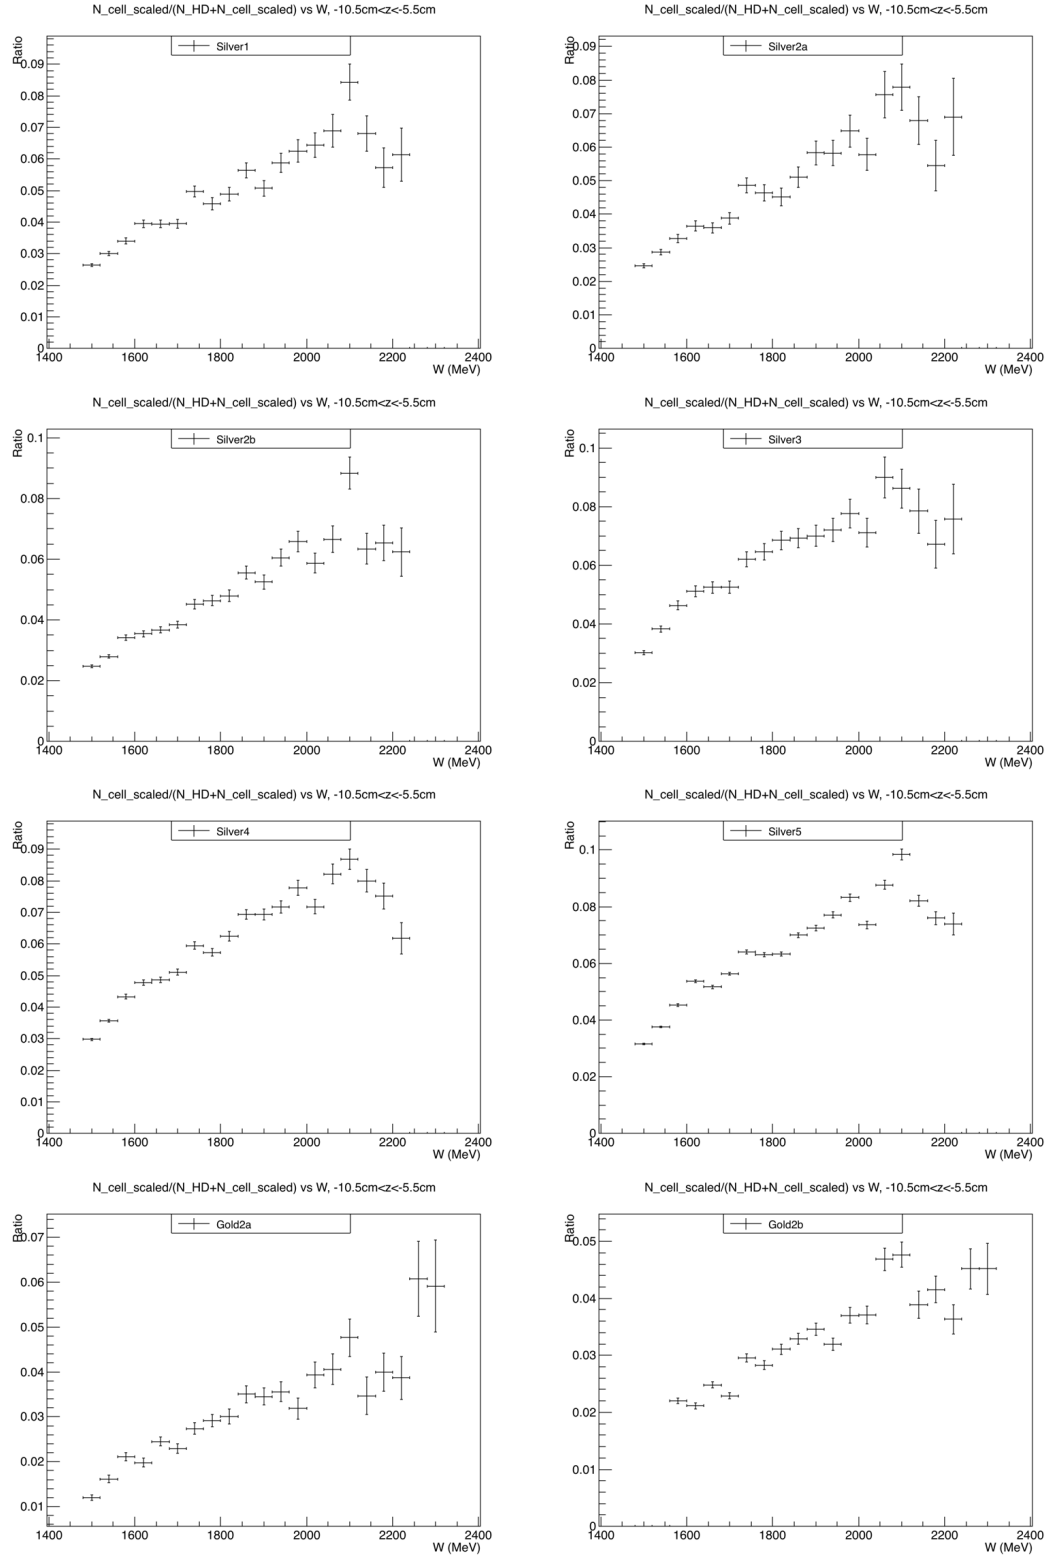 N_cell_scaled/(N_HD+N_cell_scaled) vs W, -10.5cm<z<-5.5cm
Ratio
Silver1
0.09
0.08
0.07
0.06
0.05
0.04
0.03
0.02
0.01
0
1400 1600 1800 2000 2200 2400
W (MeV)
N_cell_scaled/(N_HD+N_cell_scaled) vs W, -10.5cm<z<-5.5cm
Ratio
Silver2a
0.09
0.08
0.07
0.06
0.05
0.04
0.03
0.02
0.01
0
1400 1600 1800 2000 2200 2400
W (MeV)
N_cell_scaled/(N_HD+N_cell_scaled) vs W, -10.5cm<z<-5.5cm
Ratio
Silver2b
0.1
0.08
0.06
0.04
0.02
0
1400 1600 1800 2000 2200 2400
W (MeV)
N_cell_scaled/(N_HD+N_cell_scaled) vs W, -10.5cm<z<-5.5cm
Ratio
Silver3
0.1
0.08
0.06
0.04
0.02
0
1400 1600 1800 2000 2200 2400
W (MeV)
N_cell_scaled/(N_HD+N_cell_scaled) vs W, -10.5cm<z<-5.5cm
Ratio
Silver4
0.09
0.08
0.07
0.06
0.05
0.04
0.03
0.02
0.01
0
1400 1600 1800 2000 2200 2400
W (MeV)
N_cell_scaled/(N_HD+N_cell_scaled) vs W, -10.5cm<z<-5.5cm
Ratio
Silver5
0.1
0.08
0.06
0.04
0.02
0
1400 1600 1800 2000 2200 2400
W (MeV)
N_cell_scaled/(N_HD+N_cell_scaled) vs W, -10.5cm<z<-5.5cm
Ratio
Gold2a
0.07
0.06
0.05
0.04
0.03
0.02
0.01
1400 1600 1800 2000 2200 2400
W (MeV)
N_cell_scaled/(N_HD+N_cell_scaled) vs W, -10.5cm<z<-5.5cm
Ratio
Gold2b
0.05
0.04
0.03
0.02
0.01
0
1400 1600 1800 2000 2200 2400
W (MeV)